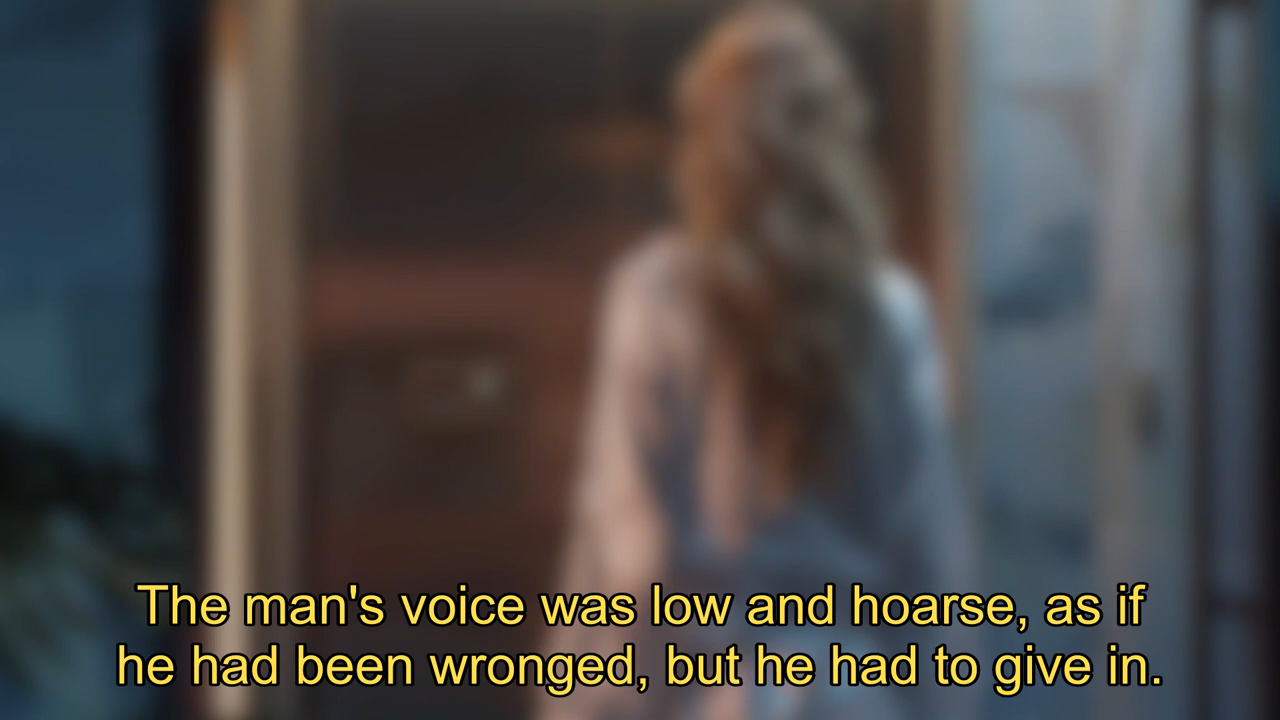 The man's voice was low and hoarse, as if
he had been wronged, but he had to give in.